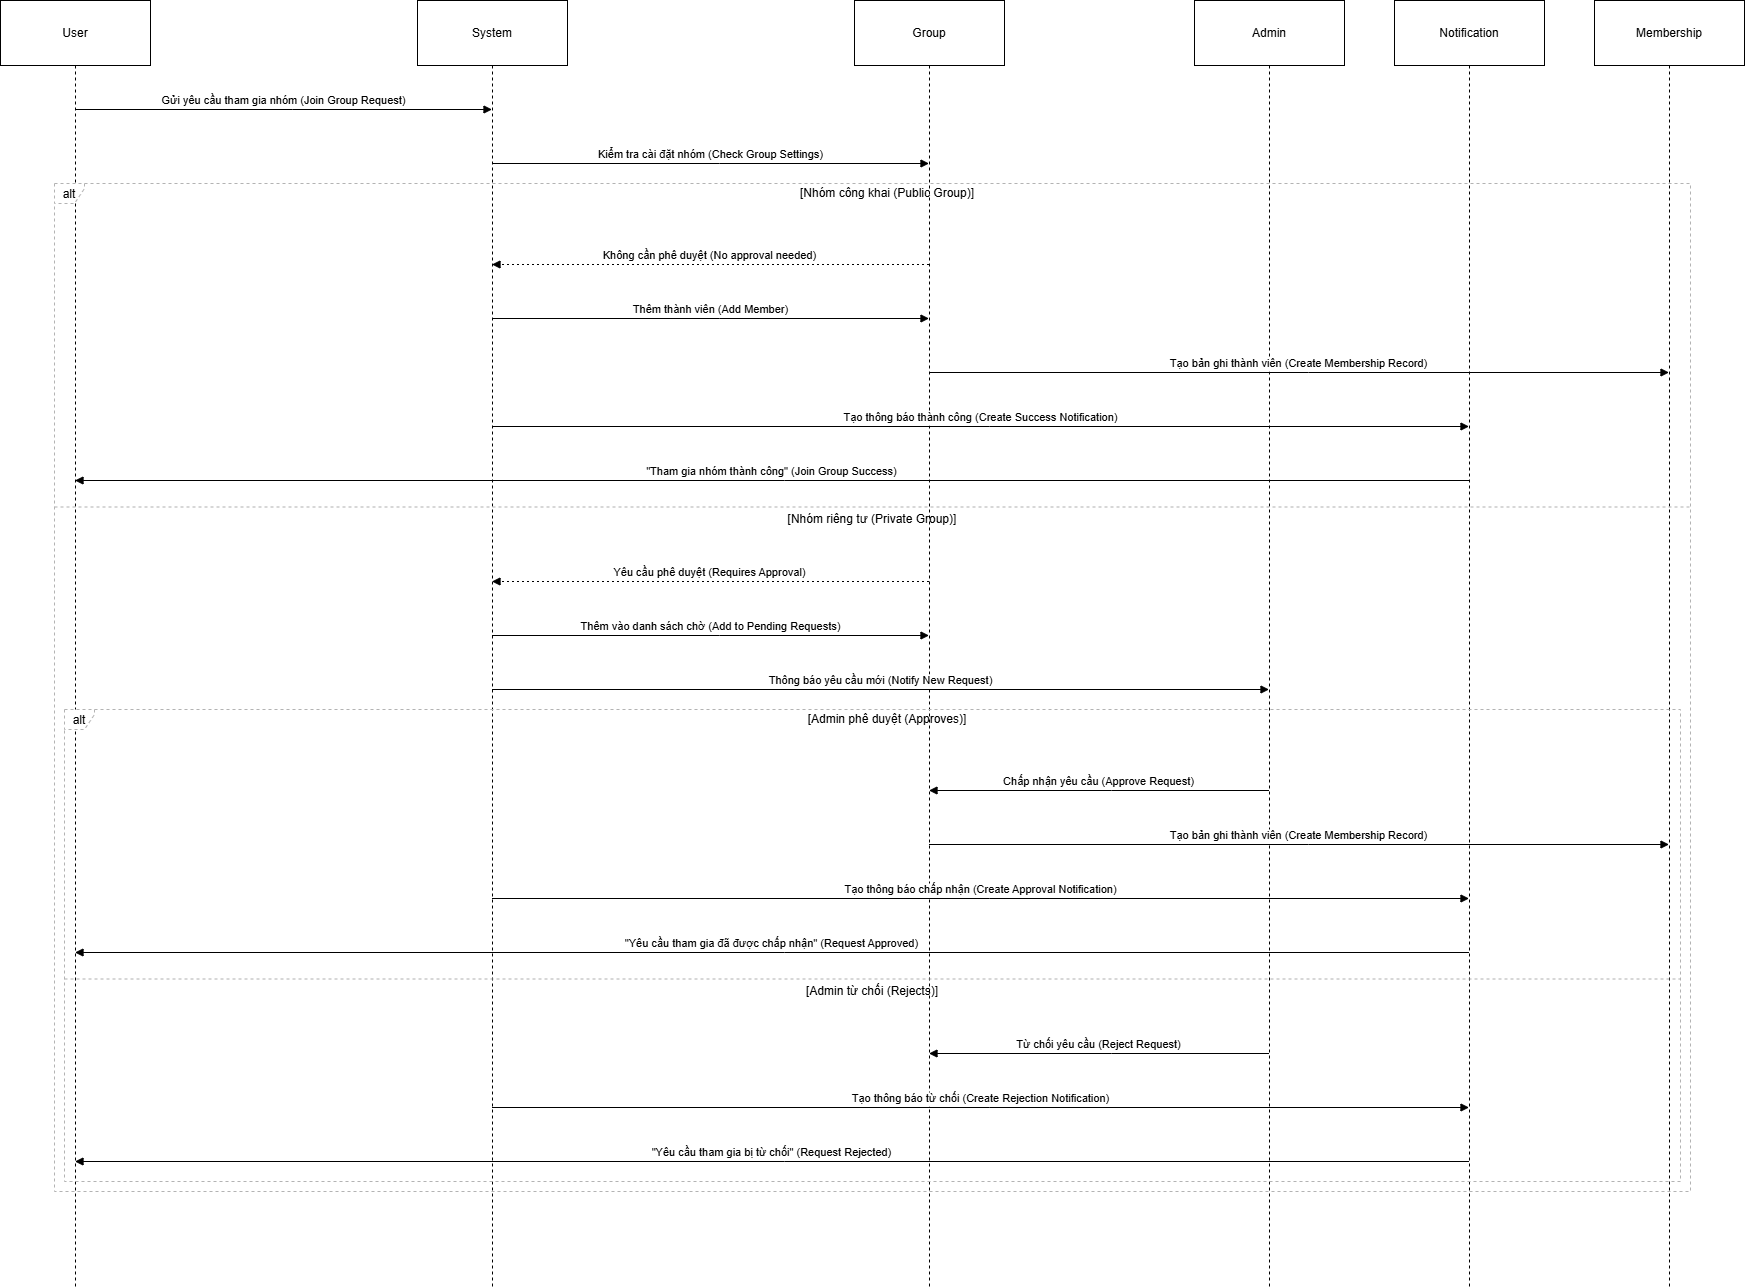 User
System
Group
Admin
Notification
Membership
Gửi yêu cầu tham gia nhóm (Join Group Request)
Kiểm tra cài đặt nhóm (Check Group Settings)
alt
[Nhóm công khai (Public Group)]
Không cần phê duyệt (No approval needed)
Thêm thành viên (Add Member)
Tạo bản ghi thành viên (Create Membership Record)
Tạo thông báo thành công (Create Success Notification)
"Tham gia nhóm thành công" (Join Group Success)
[Nhóm riêng tư (Private Group)]
Yêu cầu phê duyệt (Requires Approval)
Thêm vào danh sách chờ (Add to Pending Requests)
Thông báo yêu cầu mới (Notify New Request)
alt
[Admin phê duyệt (Approves)]
Chấp nhận yêu cầu (Approve Request)
Tạo bản ghi thành viên (Create Membership Record)
Tạo thông báo chấp nhận (Create Approval Notification)
"Yêu cầu tham gia đã được chấp nhận" (Request Approved)
[Admin từ chối (Rejects)]
Từ chối yêu cầu (Reject Request)
Tạo thông báo từ chối (Create Rejection Notification)
"Yêu cầu tham gia bị từ chối" (Request Rejected)